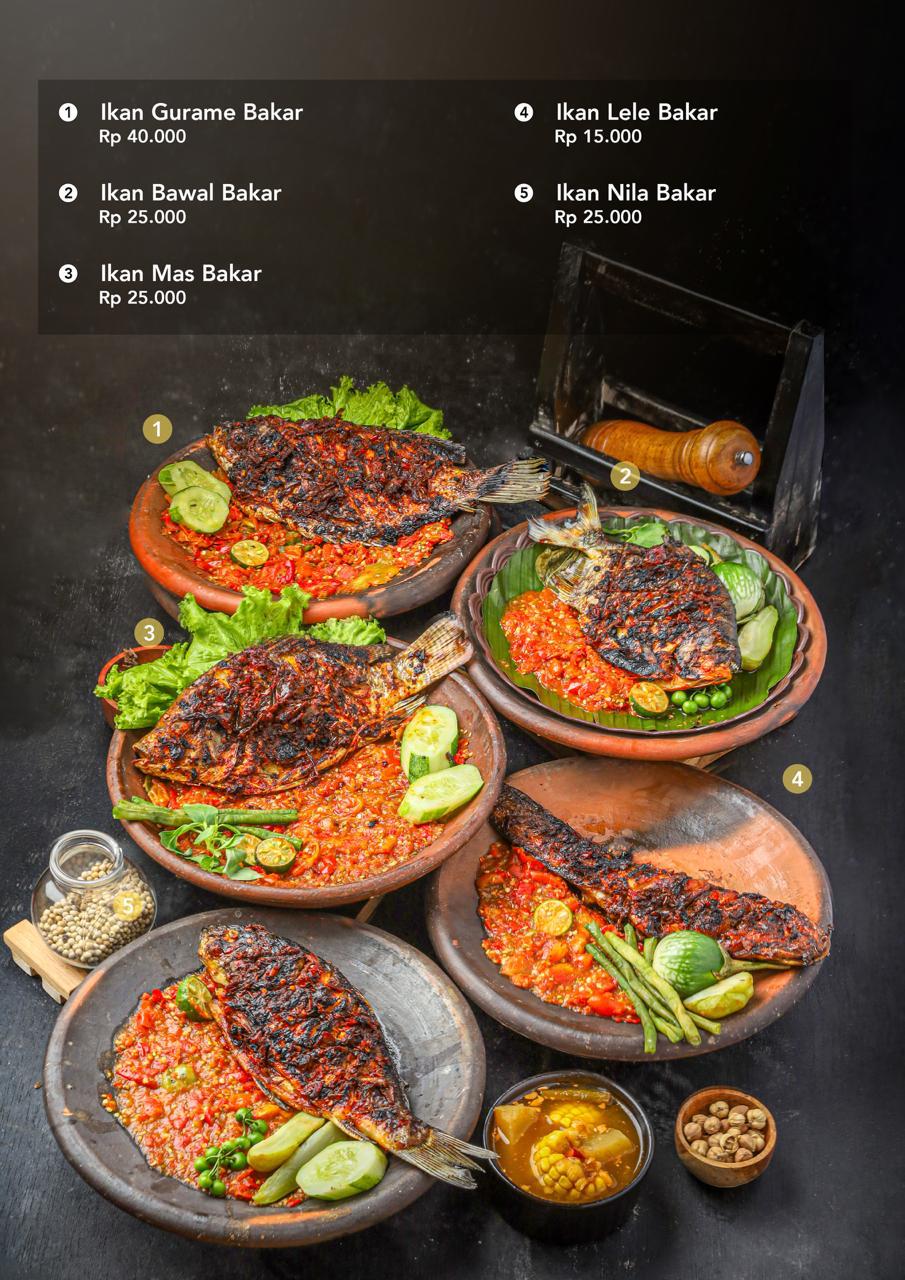 1 Ikan Gurame Bakar
Rp 40.000
2 Ikan Bawal Bakar
Rp 25.000
3 Ikan Mas Bakar
Rp 25.000
4 Ikan Lele Bakar
Rp 15.000
5 Ikan Nila Bakar
Rp 25.000
1
2
3
4
5